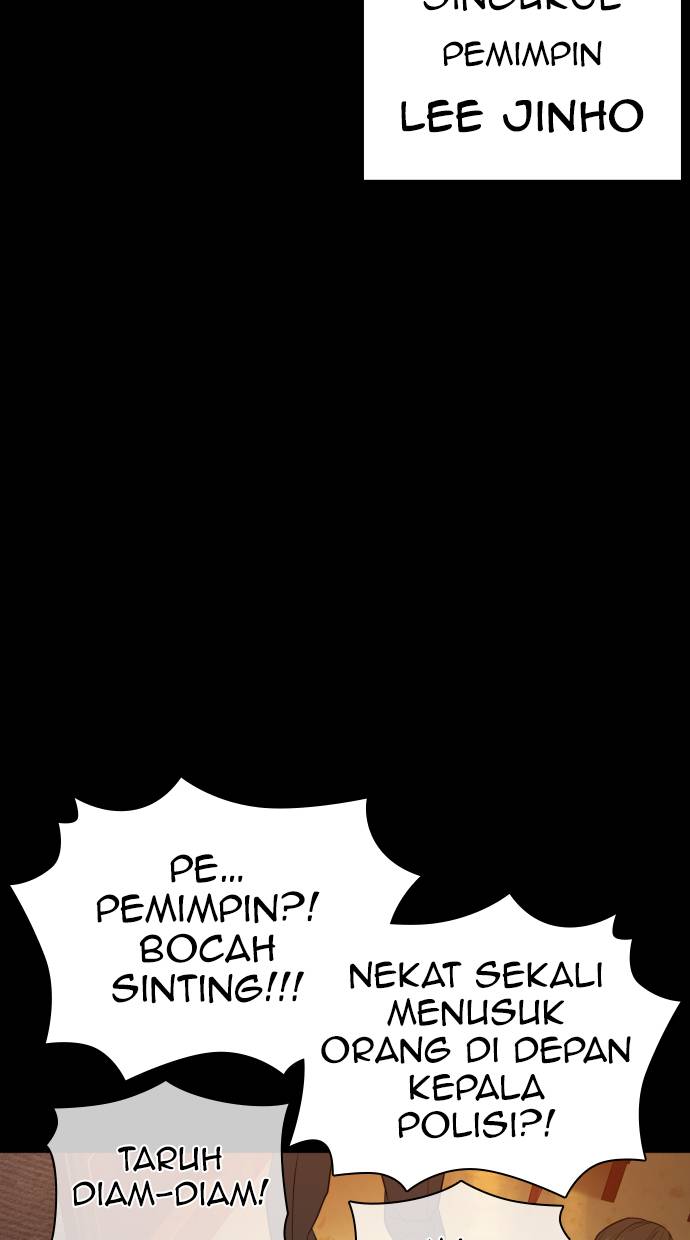 PEMIMPIN
LEE JINHO
PE...
PEMIMPIN?!
BOCAH
SINTING!!!
NEKAT SEKALI
MENUSUK
ORANG DI DEPAN
KEPALA
POLISI?!
TARUH
DIAM-DIAM!